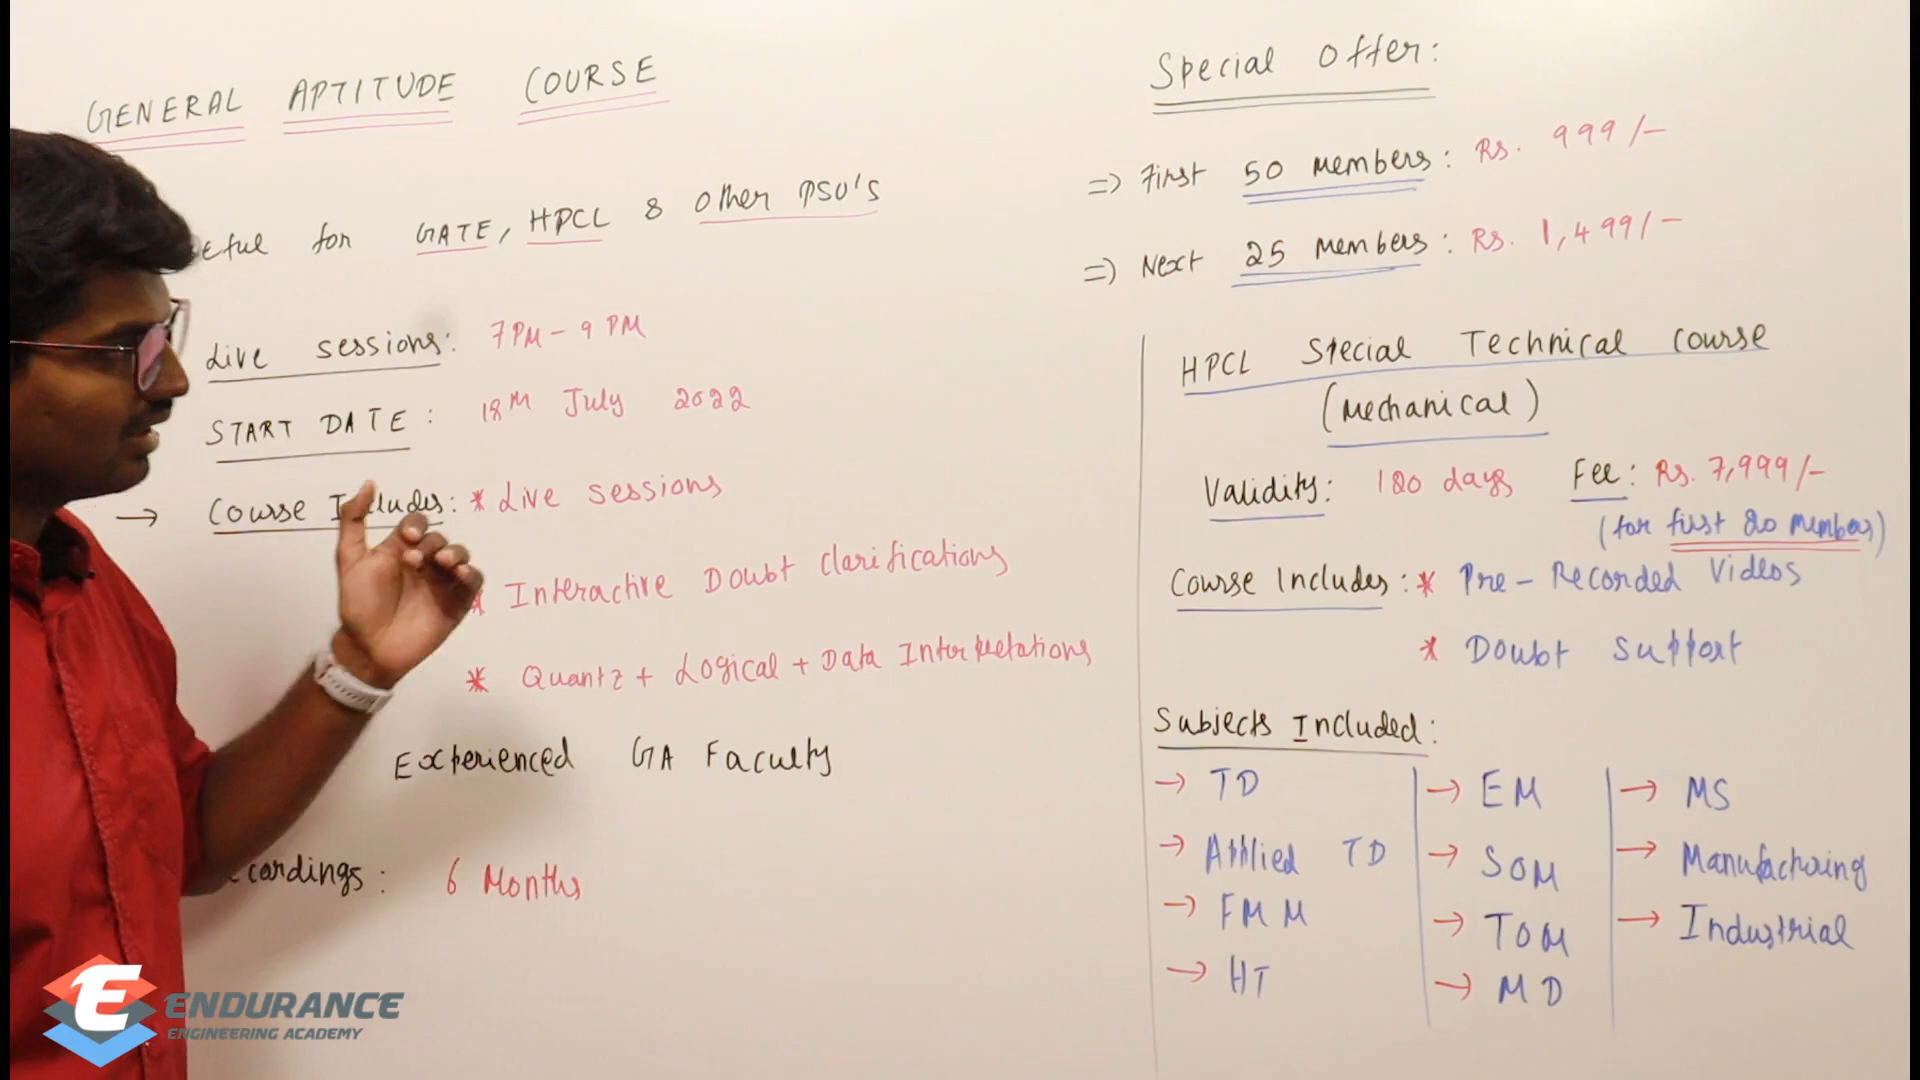 GENERAL APTITUDE COURSE
for GATE, HPCL & Other PSU's
Live sessions: 7 PM - 9 PM
START DATE: 18th July 2022
→ Course Includes: * Live sessions
* Interactive Doubt Clarifications
* Quantz + Logical + Data Interpretations
Experienced GA Faculty
6 Months
Special Offer:
⇒ First 50 members: Rs. 999/-
⇒ Next 25 members: Rs. 1,499/-
HPCL Special Technical Course
(Mechanical)
Validity: 180 days Fee: Rs. 7,999/-
(for first 20 members)
Course Includes: * Pre-Recorded Videos
* Doubt Support
Subjects Included:
→ TD
→ Applied TD
→ FMM
→ HT
→ EM
→ SOM
→ TOM
→ MD
→ MS
→ Manufacturing
→ Industrial
E ENDURANCE
ENGINEERING ACADEMY